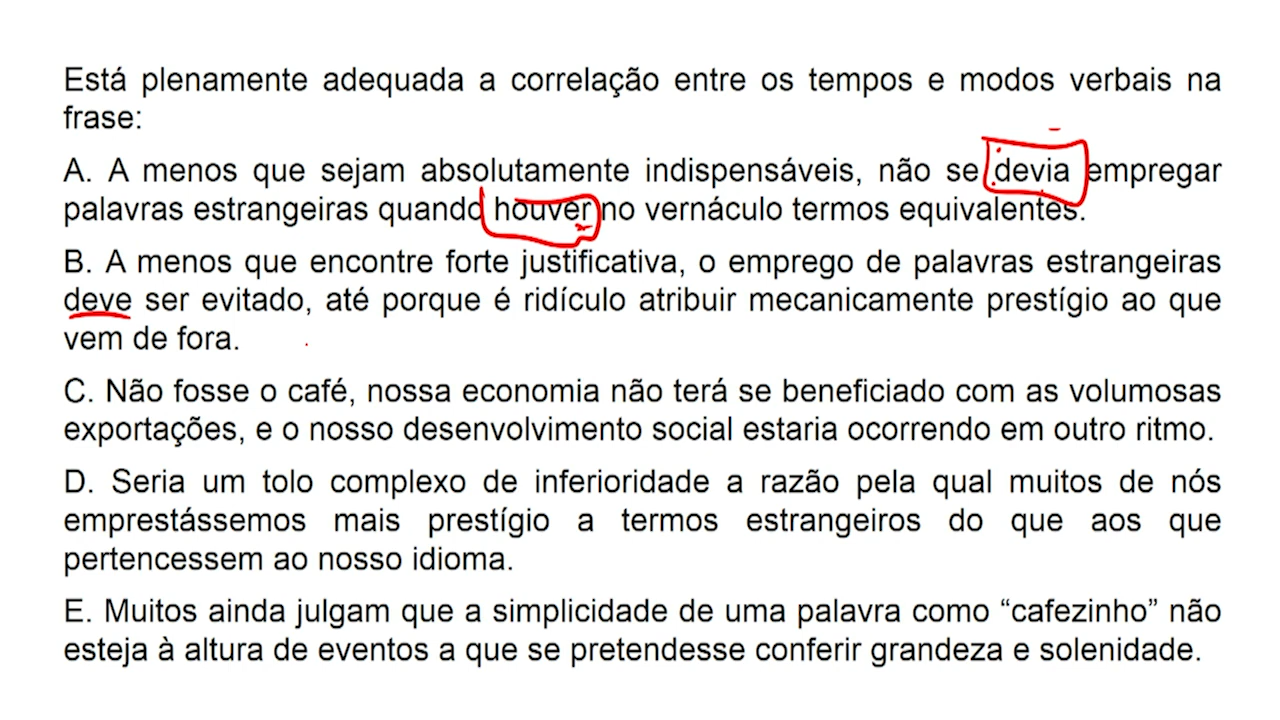 Está plenamente adequada a correlação entre os tempos e modos verbais na
frase:
A. A menos que sejam absolutamente indispensáveis, não se devia empregar
palavras estrangeiras quando houver no vernáculo termos equivalentes.
B. A menos que encontre forte justificativa, o emprego de palavras estrangeiras
deve ser evitado, até porque é ridículo atribuir mecanicamente prestígio ao que
vem de fora.
C. Não fosse o café, nossa economia não terá se beneficiado com as volumosas
exportações, e o nosso desenvolvimento social estaria ocorrendo em outro ritmo.
D. Seria um tolo complexo de inferioridade a razão pela qual muitos de nós
emprestássemos mais prestígio a termos estrangeiros do que aos que
pertencessem ao nosso idioma.
E. Muitos ainda julgam que a simplicidade de uma palavra como “cafezinho” não
esteja à altura de eventos a que se pretendesse conferir grandeza e solenidade.